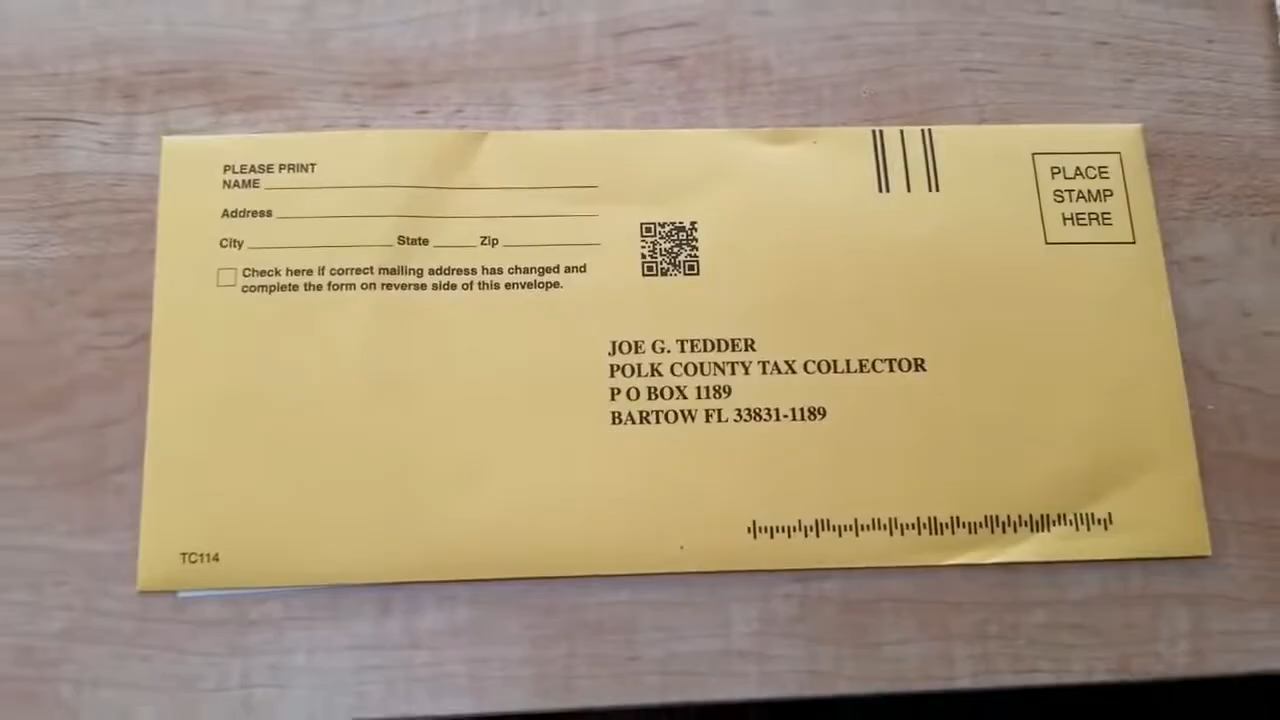 PLEASE PRINT
NAME
Address
City State Zip
Check here if correct mailing address has changed and
complete the form on reverse side of this envelope.
PLACE
STAMP
HERE
JOE G. TEDDER
POLK COUNTY TAX COLLECTOR
P O BOX 1189
BARTOW FL 33831-1189
TC114